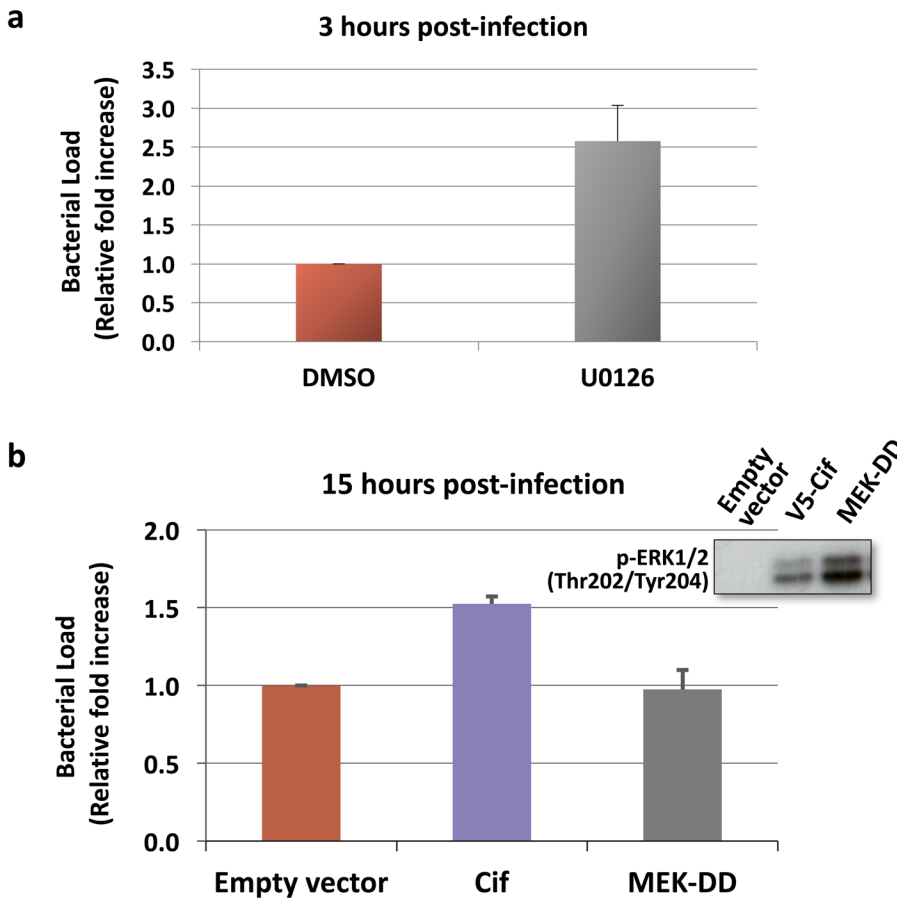 a
3 hours post-infection
Bacterial Load
(Relative fold increase)
3.5
3.0
2.5
2.0
1.5
1.0
0.5
0.0
DMSO
U0126
b
15 hours post-infection
Empty
vector
V5-Cif
MEK-DD
p-ERK1/2
(Thr202/Tyr204)
Bacterial Load
(Relative fold increase)
2.0
1.5
1.0
0.5
0.0
Empty vector
Cif
MEK-DD